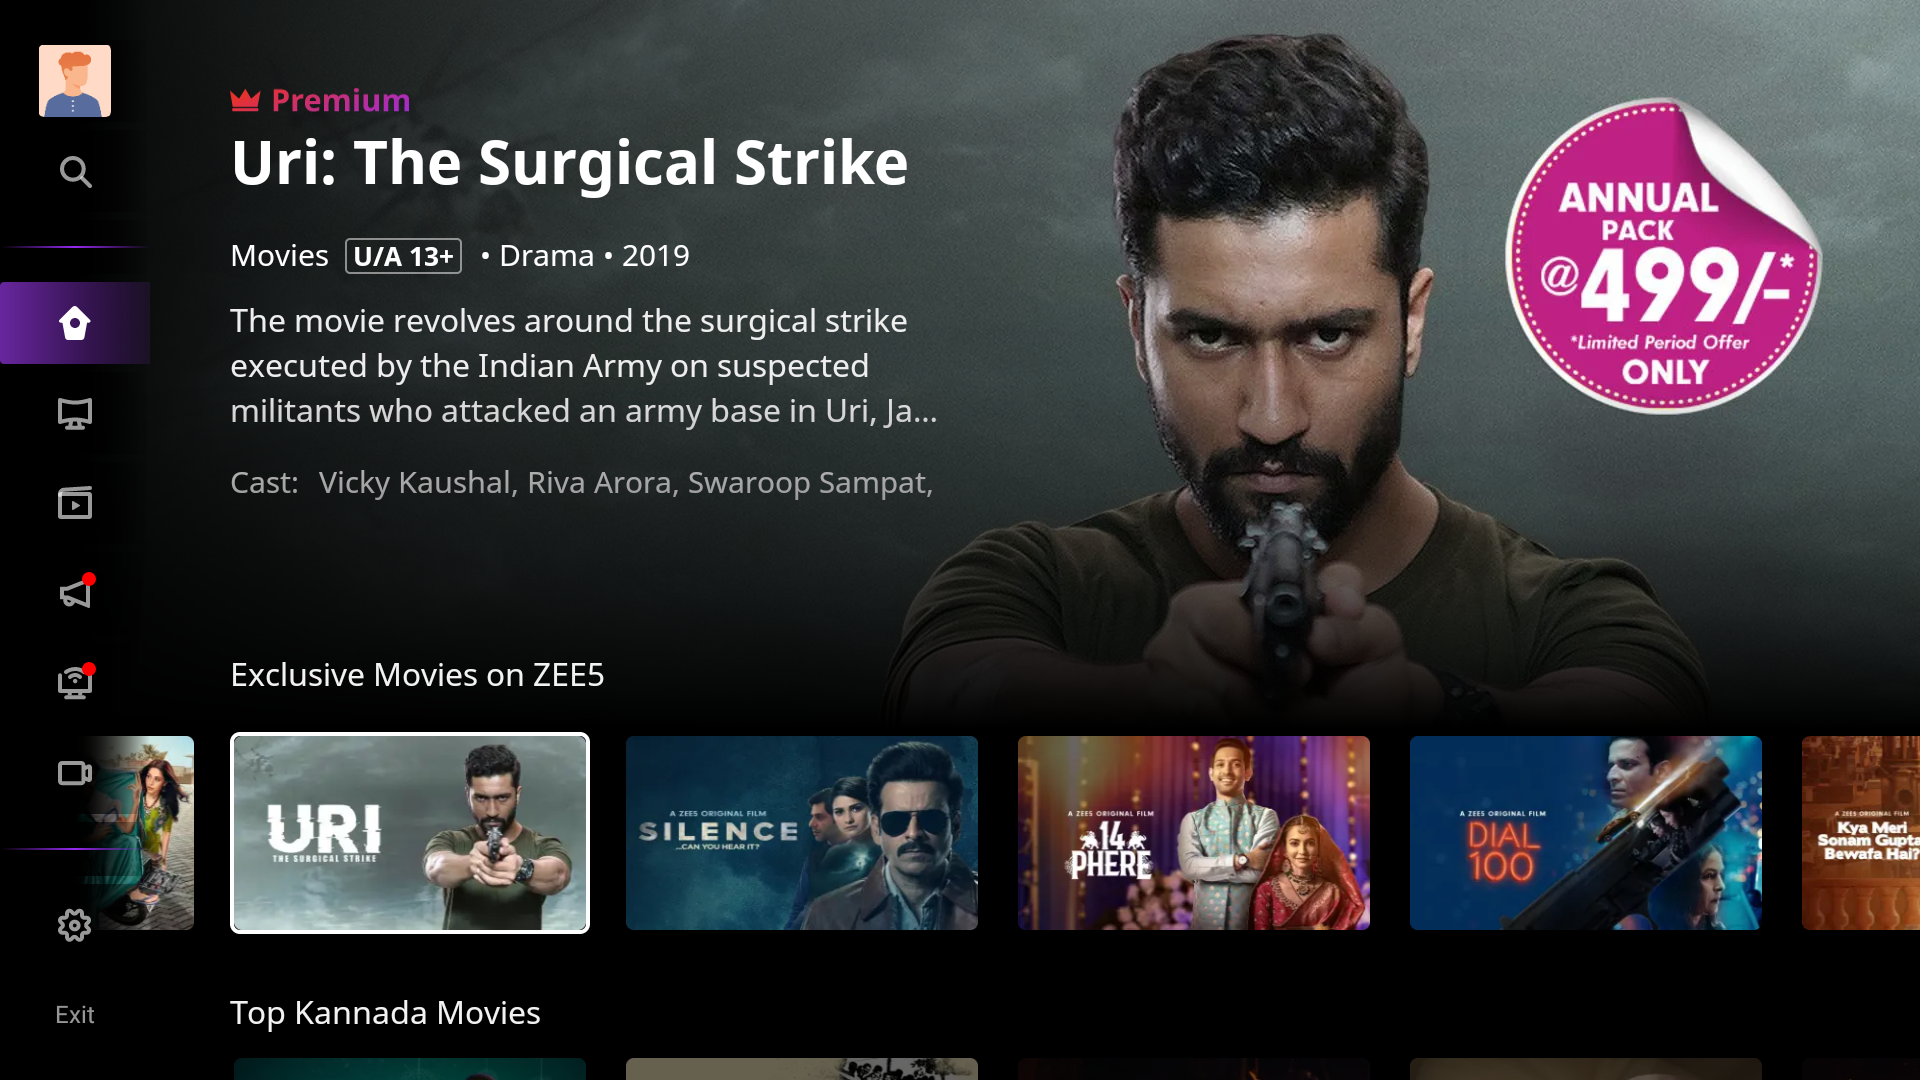 Premium
Uri: The Surgical Strike
Movies U/A 13+ • Drama • 2019
The movie revolves around the surgical strike
executed by the Indian Army on suspected
militants who attacked an army base in Uri, Ja...
Cast: Vicky Kaushal, Riva Arora, Swaroop Sampat,
ANNUAL
PACK
@499/-*
*Limited Period Offer
ONLY
Exclusive Movies on ZEE5
URI
THE SURGICAL STRIKE
A ZEE5 ORIGINAL FILM
SILENCE
...CAN YOU HEAR IT?
A ZEE5 ORIGINAL FILM
14
PHERE
A ZEE5 ORIGINAL FILM
DIAL
100
A ZEE5 ORIGINAL FILM
Kya Meri
Sonam Gupta
Bewafa Hai?
Exit
Top Kannada Movies